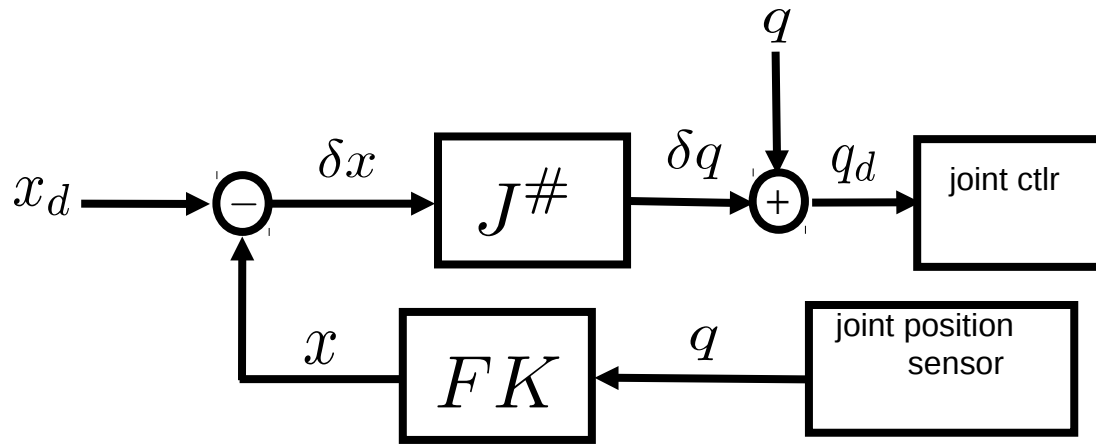 q
δx
δq
q_d
x_d
−
J^#
+
joint ctlr
x
FK
q
joint position
sensor